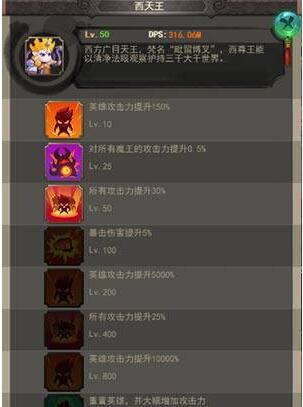 西天王
Lv.50 DPS:316.06M
西方广目天王，梵名“毗留博叉”，西尊王能
以清净法眼观察护持三千大千世界。
英雄攻击力提升150%
Lv.10
对所有魔王的攻击力提升0.5%
Lv.25
所有攻击力提升30%
Lv.50
暴击伤害提升5%
Lv.100
英雄攻击力提升5000%
Lv.200
所有攻击力提升25%
Lv.400
英雄攻击力提升10000%
Lv.800
重置英雄，并大幅增加攻击力